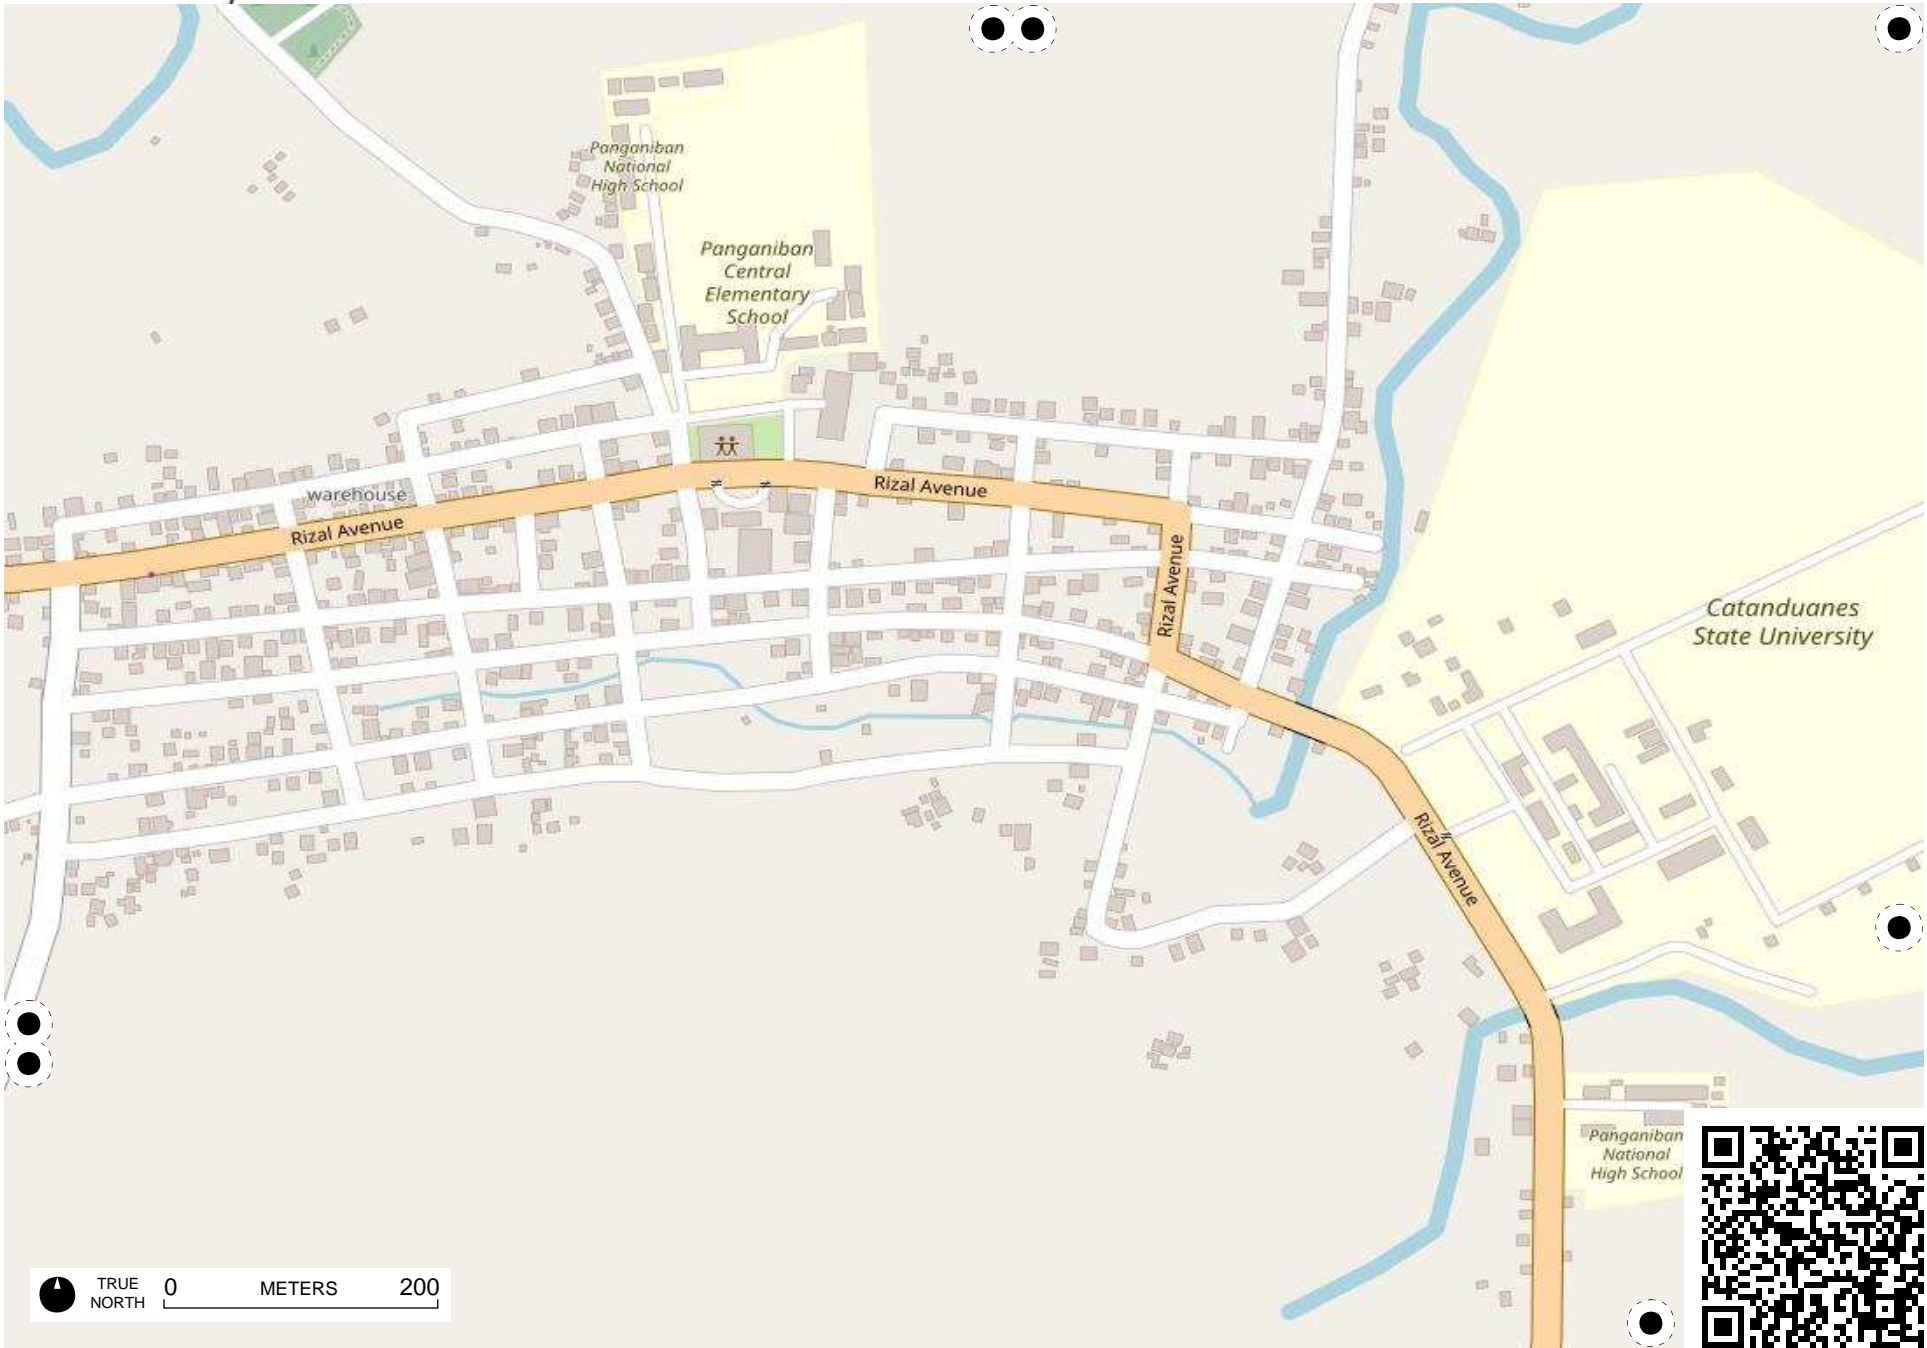 Panganiban
National
High School
Panganiban
Central
Elementary
School
warehouse
Rizal Avenue
Rizal Avenue
Rizal Avenue
Catanduanes
State University
Rizal Avenue
Panganiban
National
High School
TRUE
NORTH
0 METERS 200